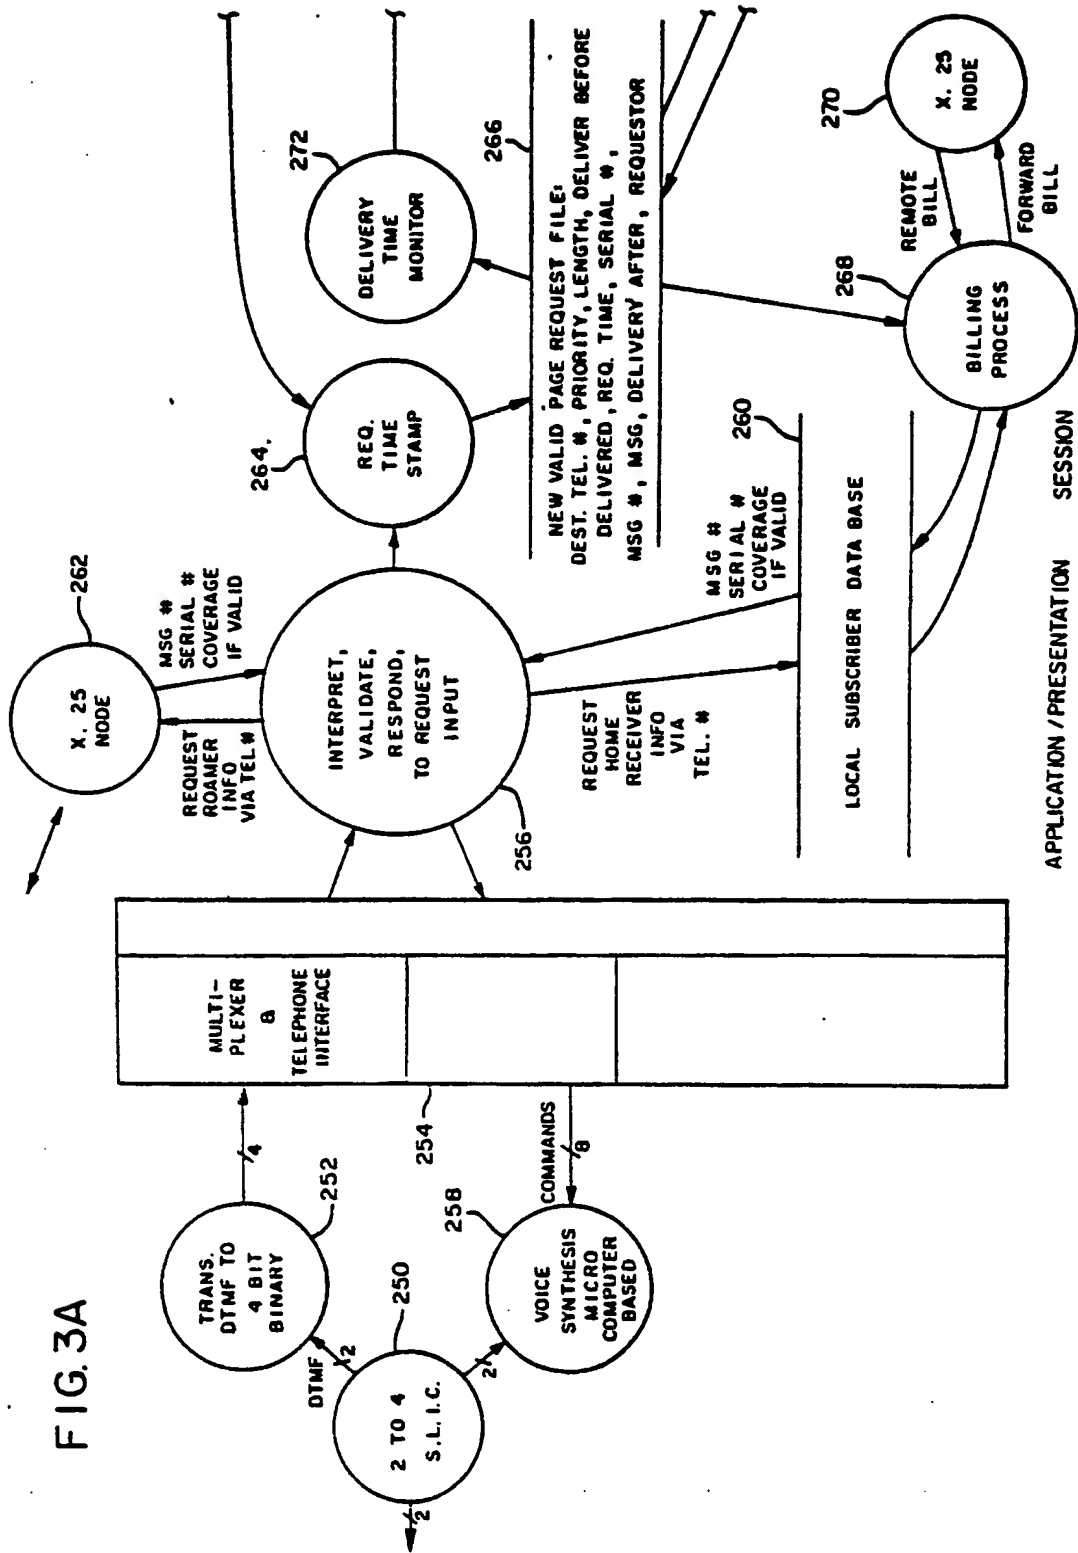 FIG. 3A
2
2 TO 4
S.L.I.C.
250
DTMF
2
2
TRANS.
DTMF TO
4 BIT
BINARY
252
4
VOICE
SYNTHESIS
MICRO
COMPUTER
BASED
258
COMMANDS
8
254
MULTI-
PLEXER
&
TELEPHONE
INTERFACE
X. 25
NODE
262
REQUEST
ROAMER
INFO
VIA TEL #
MSG #
SERIAL #
COVERAGE
IF VALID
INTERPRET,
VALIDATE,
RESPOND,
TO REQUEST
INPUT
256
REQUEST
HOME
RECEIVER
INFO
VIA
TEL. #
MSG #
SERIAL #
COVERAGE
IF VALID
260
LOCAL SUBSCRIBER DATA BASE
264.
REQ.
TIME
STAMP
272
DELIVERY
TIME
MONITOR
266
NEW VALID PAGE REQUEST FILE:
DEST. TEL. #, PRIORITY, LENGTH, DELIVER BEFORE
DELIVERED, REQ. TIME, SERIAL #,
MSG #, MSG, DELIVERY AFTER, REQUESTOR
268
BILLING
PROCESS
REMOTE
BILL
FORWARD
BILL
270
X. 25
NODE
APPLICATION / PRESENTATION SESSION